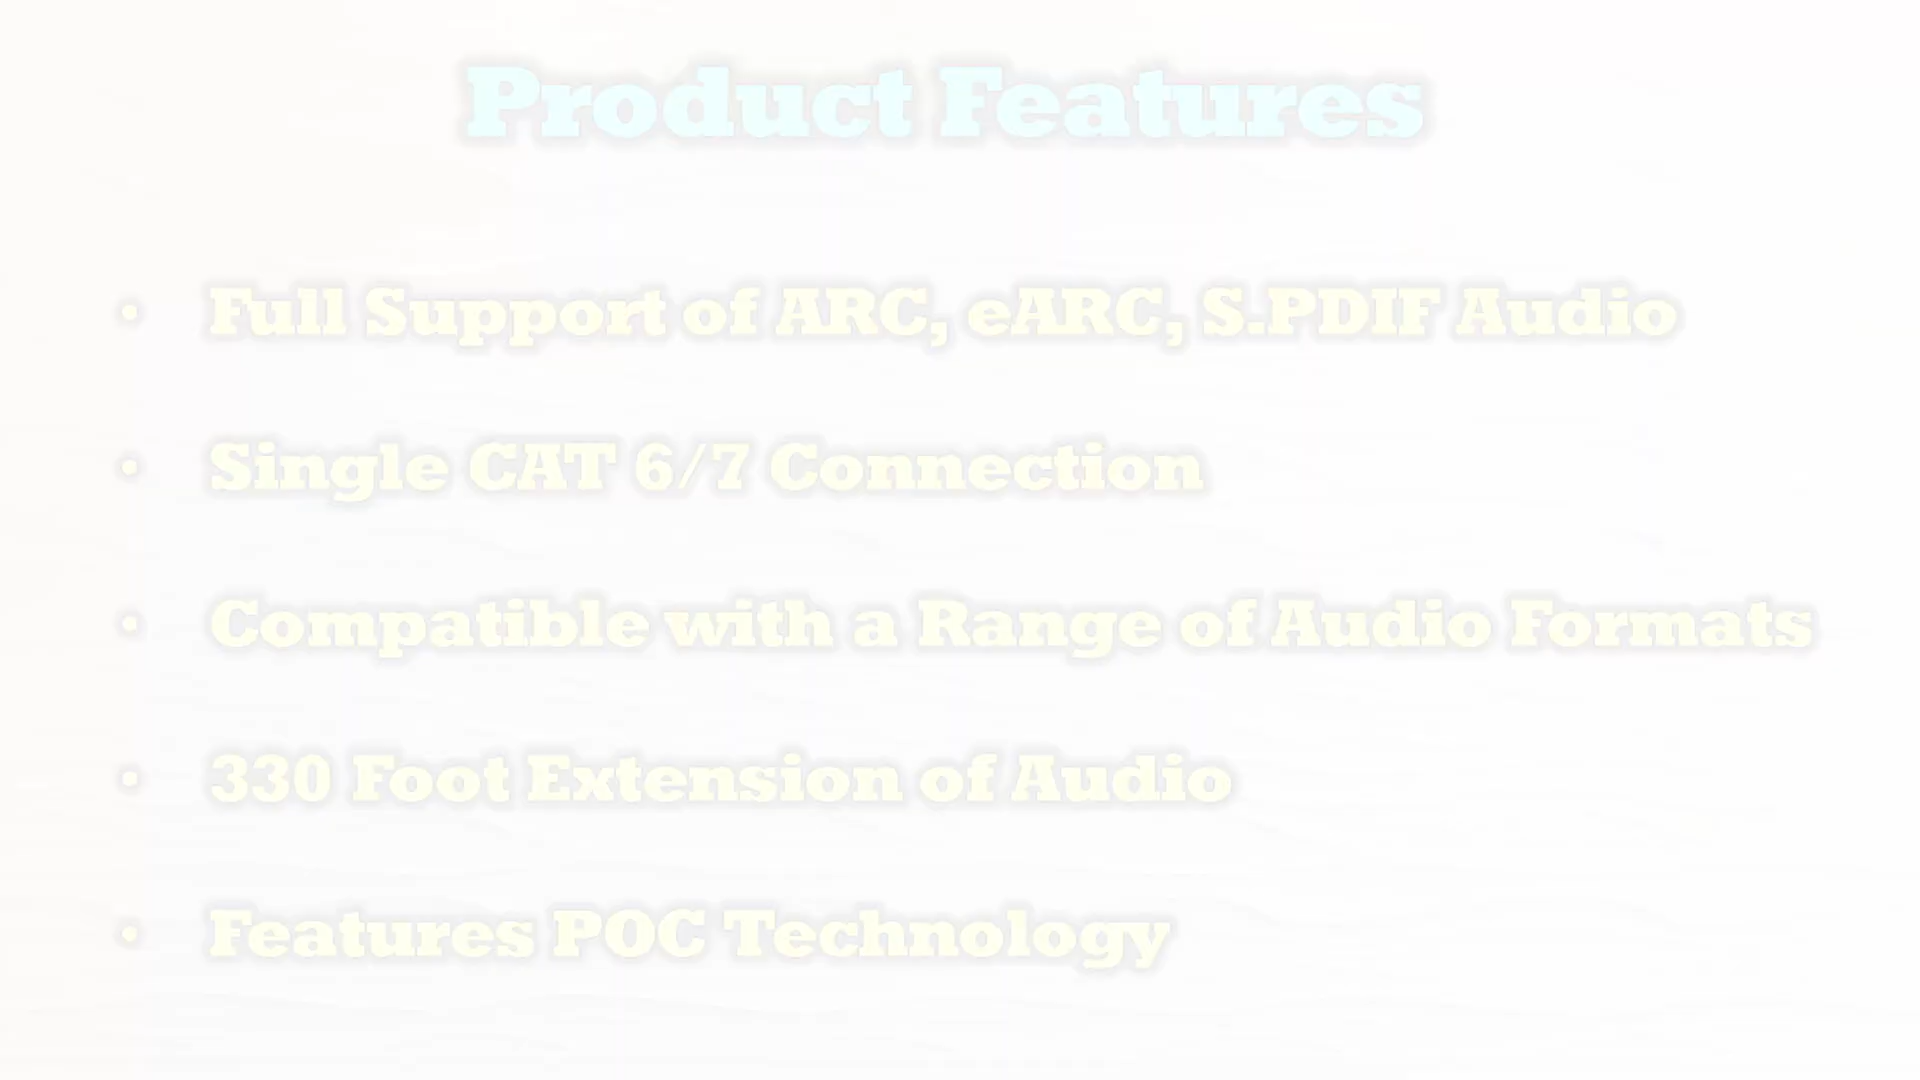 Product Features
• Full Support of ARC, eARC, S.PDIF Audio
• Single CAT 6/7 Connection
• Compatible with a Range of Audio Formats
• 330 Foot Extension of Audio
• Features POC Technology